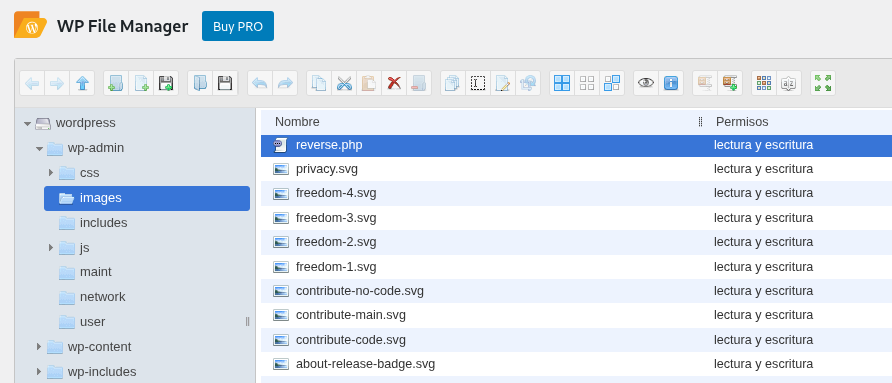 WP File Manager Buy PRO
Nombre Permisos
wordpress
wp-admin
css
images
includes
js
maint
network
user
wp-content
wp-includes
reverse.php lectura y escritura
privacy.svg lectura y escritura
freedom-4.svg lectura y escritura
freedom-3.svg lectura y escritura
freedom-2.svg lectura y escritura
freedom-1.svg lectura y escritura
contribute-no-code.svg lectura y escritura
contribute-main.svg lectura y escritura
contribute-code.svg lectura y escritura
about-release-badge.svg lectura y escritura